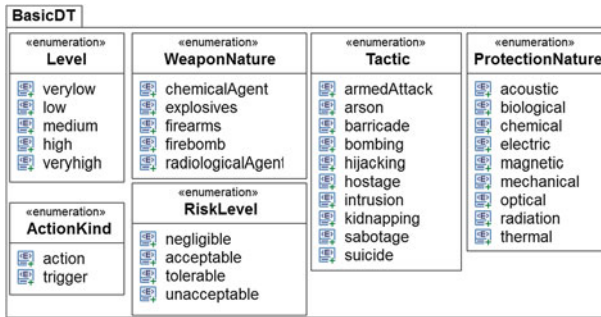 BasicDT
«enumeration»
Level
verylow
low
medium
high
veryhigh
«enumeration»
WeaponNature
chemicalAgent
explosives
firearms
firebomb
radiologicalAgent
«enumeration»
Tactic
armedAttack
arson
barricade
bombing
hijacking
hostage
intrusion
kidnapping
sabotage
suicide
«enumeration»
ProtectionNature
acoustic
biological
chemical
electric
magnetic
mechanical
optical
radiation
thermal
«enumeration»
ActionKind
action
trigger
«enumeration»
RiskLevel
negligible
acceptable
tolerable
unacceptable